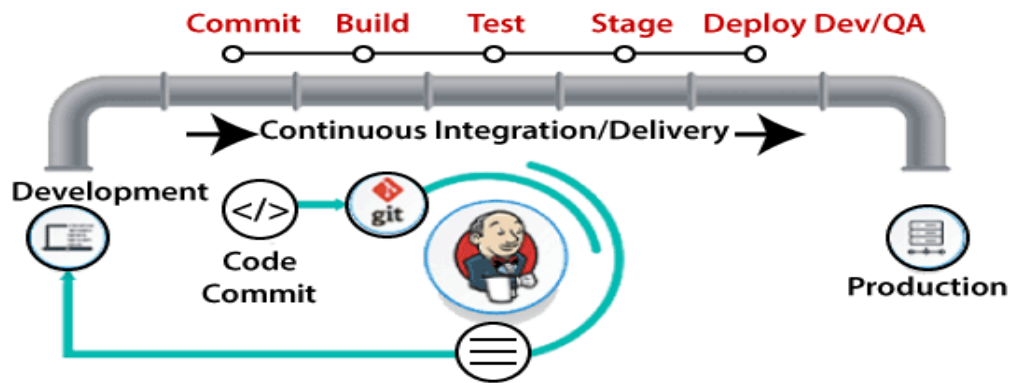 Commit Build Test Stage Deploy Dev/QA
Continuous Integration/Delivery
Development
</>
git
Code
Commit
Production